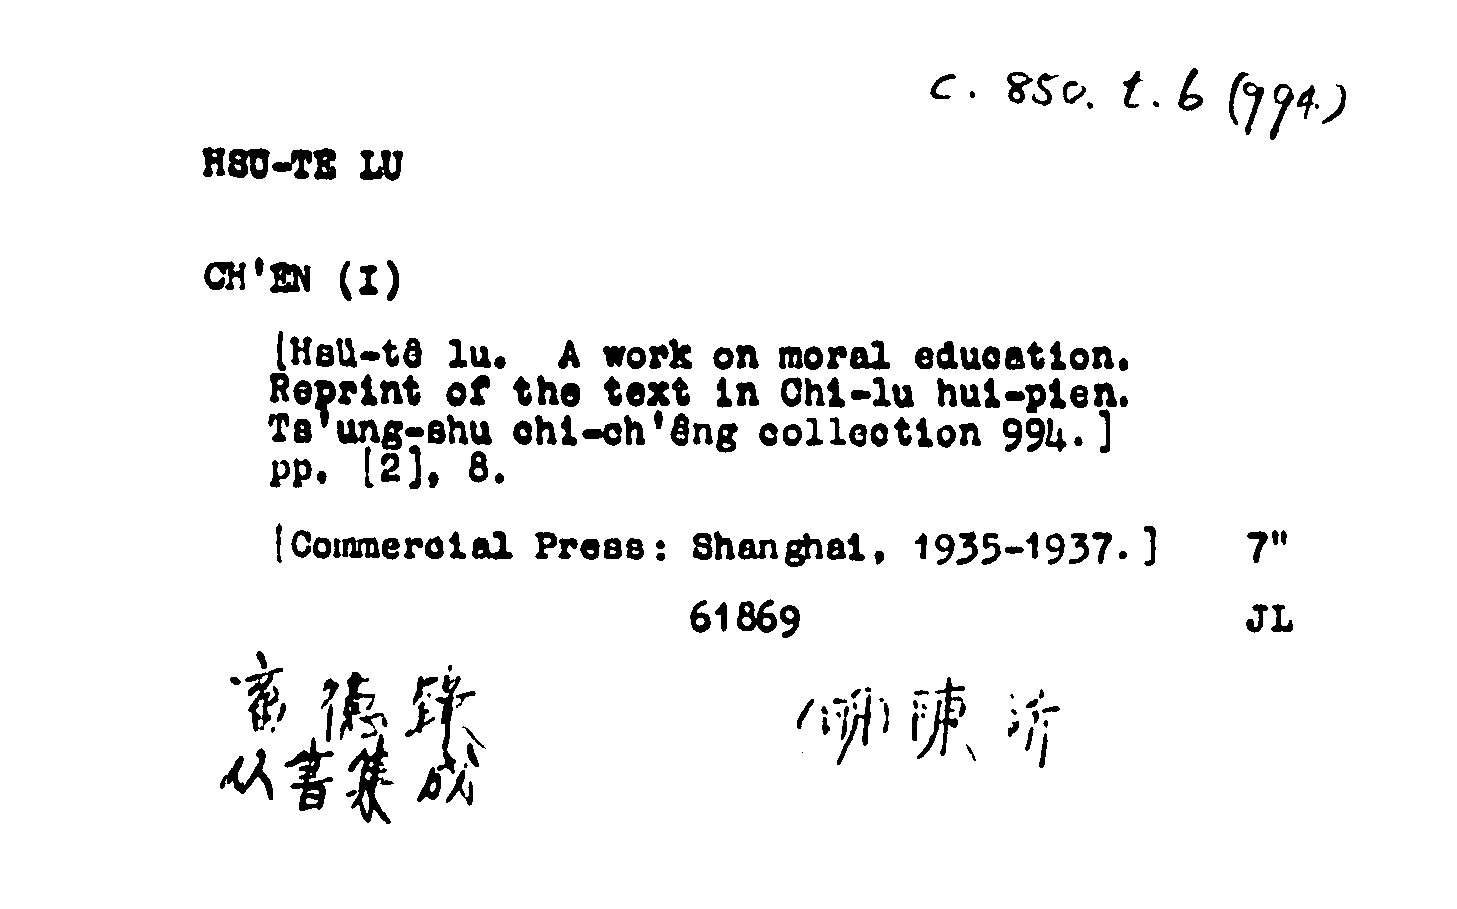 c. 850. t. 6 (994.)
HSU-TE LU
CH'EN (I)
[Hsü-tê lu. A work on moral education.
Reprint of the text in Chi-lu hui-pien.
Ts'ung-shu chi-ch'êng collection 994.]
pp. [2], 8.
[Commercial Press: Shanghai, 1935-1937.] 7"
61869 JL
畜德錄 (明) 陳沂
从書集成